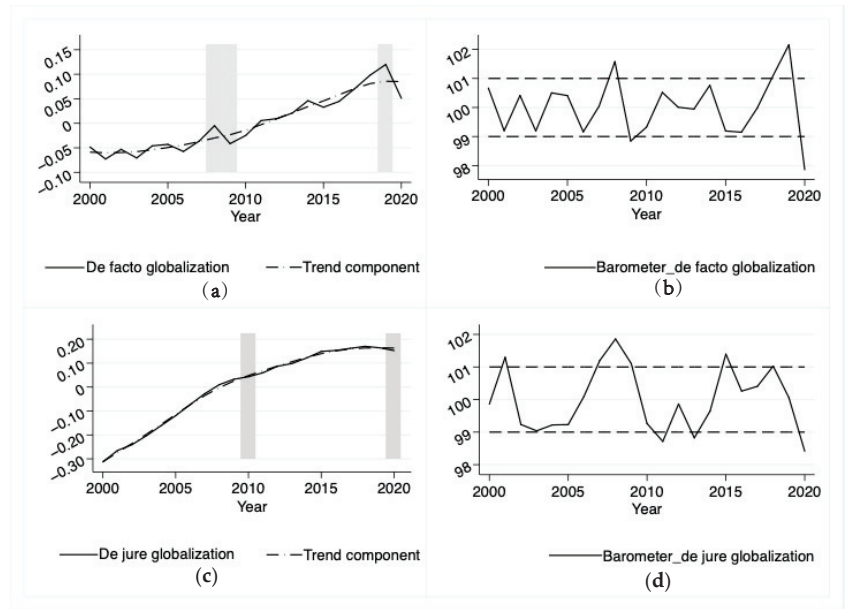 0.15
0.10
0.05
0
−0.05
−0.10
2000 2005 2010 2015 2020
Year
De facto globalization Trend component
(a)
102
101
100
99
98
2000 2005 2010 2015 2020
Year
Barometer_de facto globalization
(b)
0.20
0.10
0
−0.10
−0.20
−0.30
2000 2005 2010 2015 2020
Year
De jure globalization Trend component
(c)
102
101
100
99
98
2000 2005 2010 2015 2020
Year
Barometer_de jure globalization
(d)